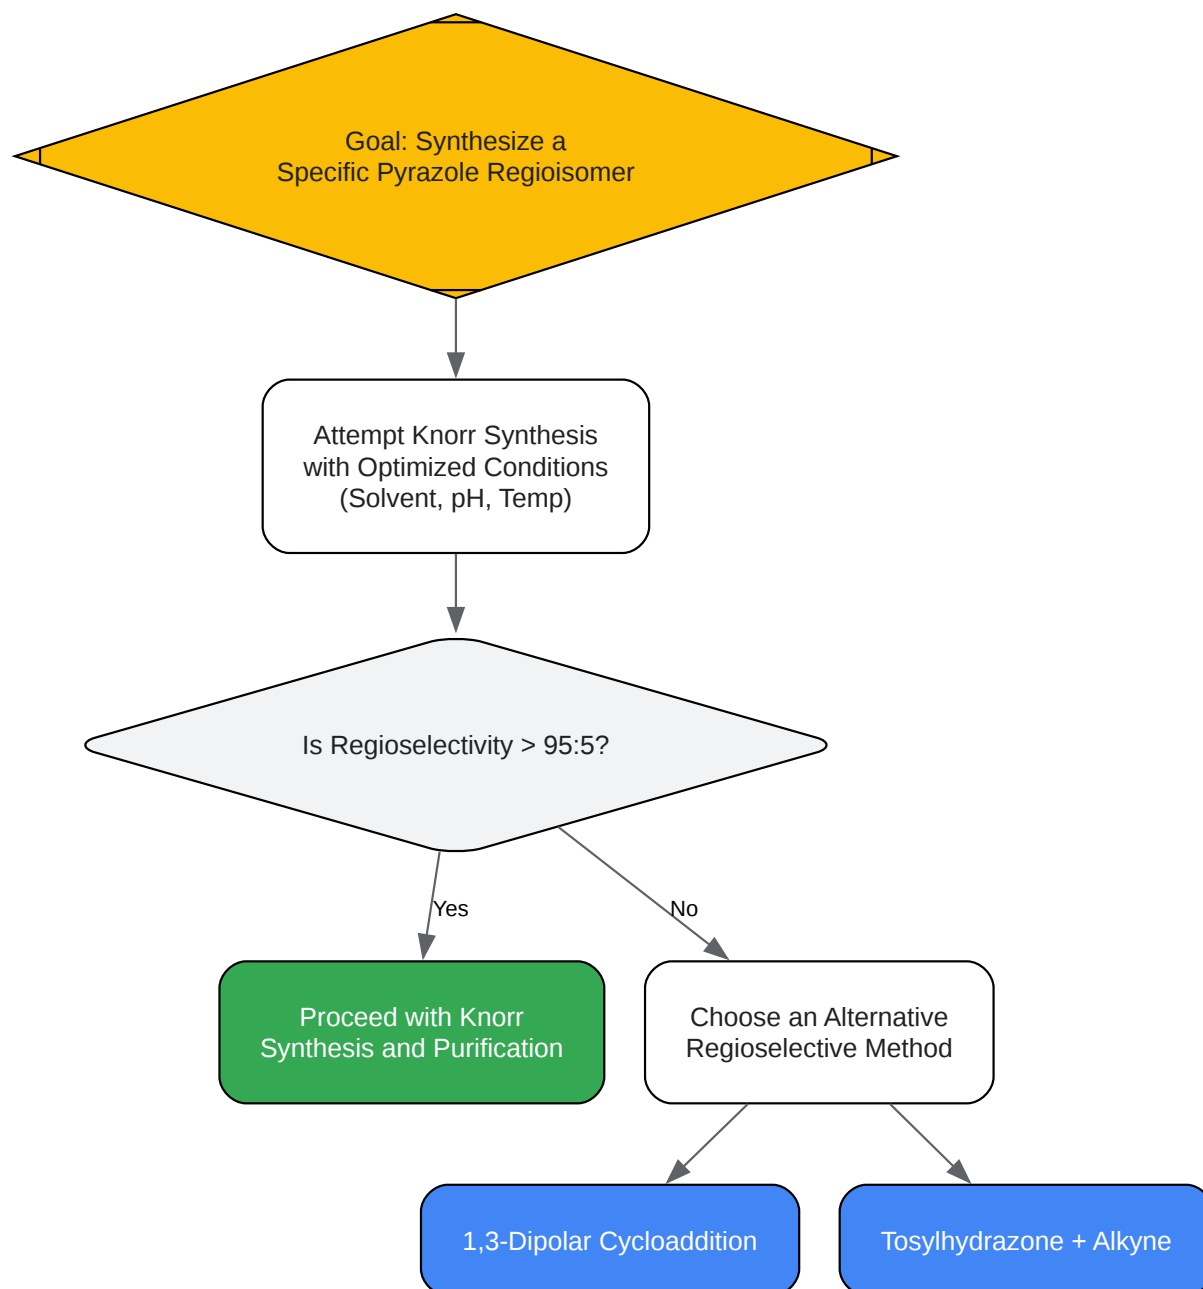 Goal: Synthesize a
Specific Pyrazole Regioisomer
Attempt Knorr Synthesis
with Optimized Conditions
(Solvent, pH, Temp)
Is Regioselectivity > 95:5?
Yes
No
Proceed with Knorr
Synthesis and Purification
Choose an Alternative
Regioselective Method
1,3-Dipolar Cycloaddition
Tosylhydrazone + Alkyne